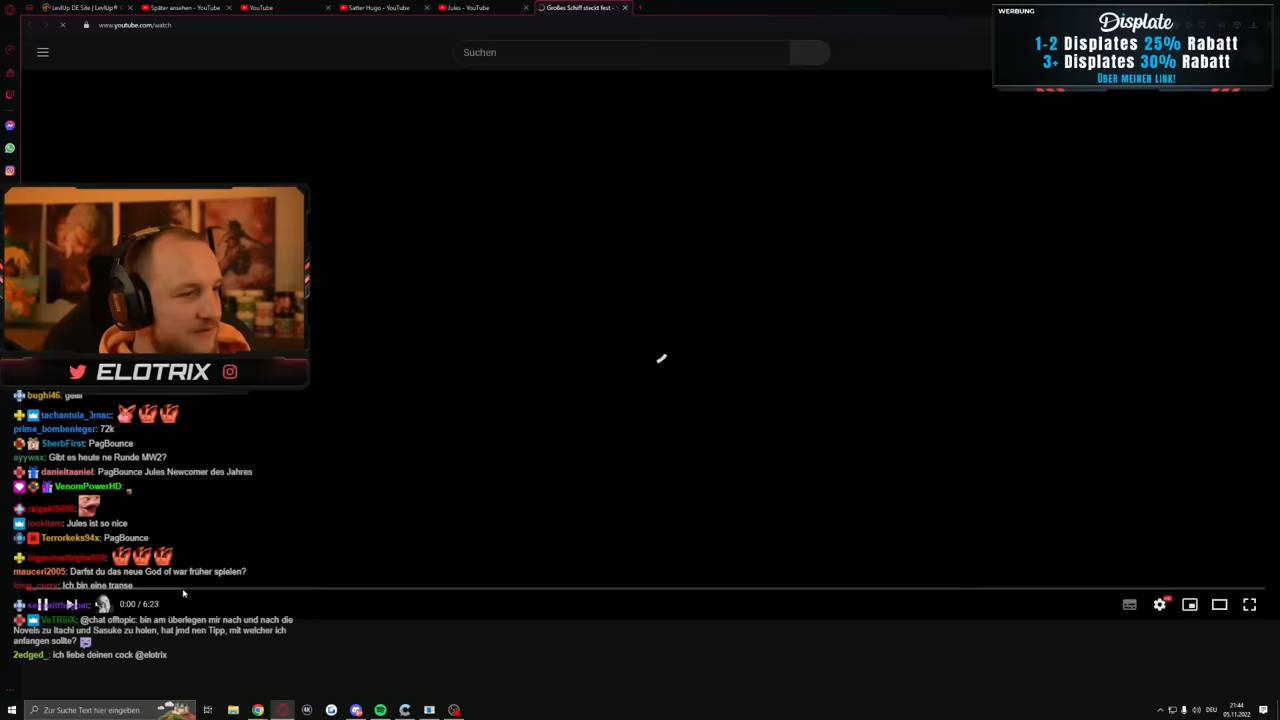 LevlUp DE Site | LevlUp®
Später ansehen - YouTube
YouTube
Satter Hugo - YouTube
Jules - YouTube
Großes Schiff steckt fest -
www.youtube.com/watch
Suchen
WERBUNG
Displate
1-2 Displates 25% Rabatt
3+ Displates 30% Rabatt
ÜBER MEINEN LINK!
ELOTRIX
bughi46: geiiil
tachantula_3mac:
prime_bombenleger: 72k
SherbFirst: PagBounce
ayywax: Gibt es heute ne Runde MW2?
danieltaaniel: PagBounce Jules Newcomer des Jahres
VenomPowerHD:
lookliam: Jules ist so nice
Terrorkeks94x: PagBounce
maucerl2005: Darfst du das neue God of war früher spielen?
long_curry: Ich bin eine transe
0:00 / 6:23
VeTRiiiX: @chat offtopic: bin am überlegen mir nach und nach die
Novels zu Itachi und Sasuke zu holen, hat jmd nen Tipp, mit welcher ich
anfangen sollte?
2edged_: ich liebe deinen cock @elotrix
Zur Suche Text hier eingeben
DEU
21:44
05.11.2022